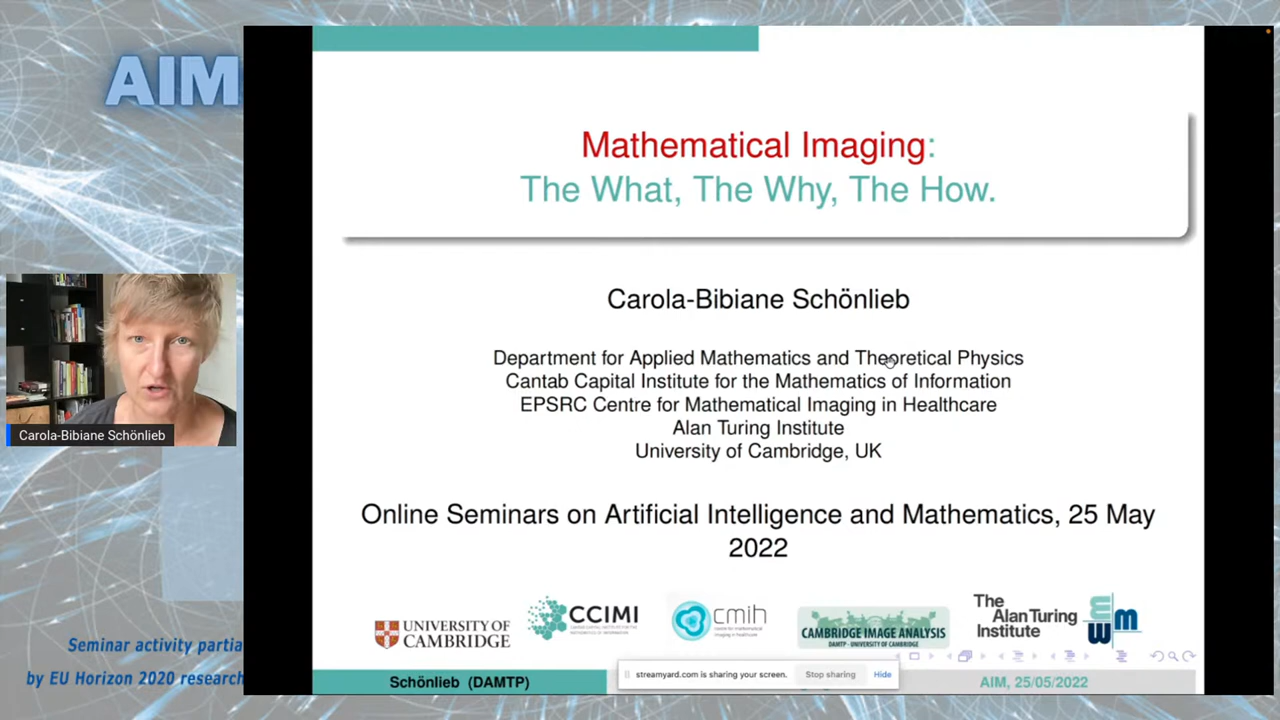 AIM
Mathematical Imaging:
The What, The Why, The How.
Carola-Bibiane Schönlieb
Department for Applied Mathematics and Theoretical Physics
Cantab Capital Institute for the Mathematics of Information
EPSRC Centre for Mathematical Imaging in Healthcare
Alan Turing Institute
University of Cambridge, UK
Carola-Bibiane Schönlieb
Online Seminars on Artificial Intelligence and Mathematics, 25 May
2022
UNIVERSITY OF
CAMBRIDGE
CCIMI
cmih
CAMBRIDGE IMAGE ANALYSIS
DAMTP - UNIVERSITY OF CAMBRIDGE
The
Alan Turing
Institute
Seminar activity partia
by EU Horizon 2020 research
Schönlieb (DAMTP)
streamyard.com is sharing your screen.
Stop sharing
Hide
AIM, 25/05/2022